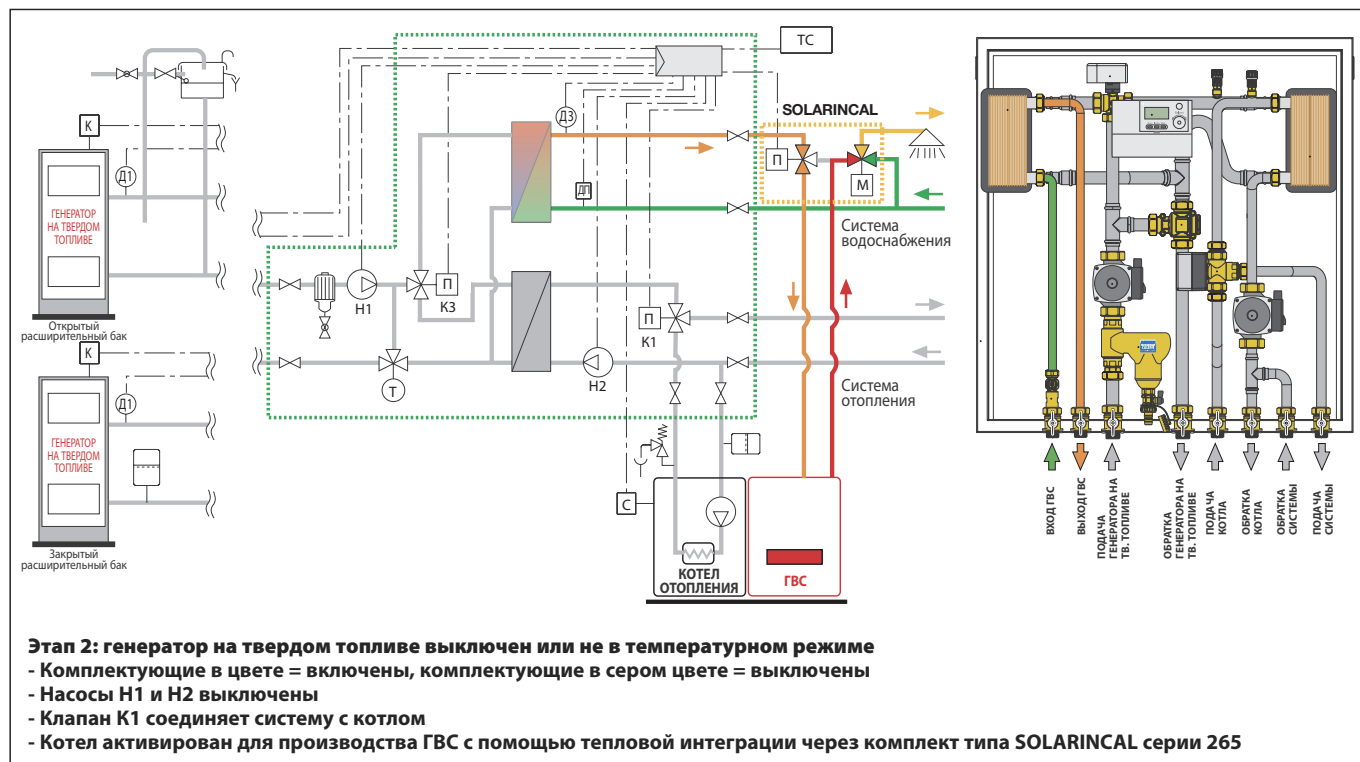 ТС
SOLARINCAL
К
Д3
Д1
П
М
ДП
ГЕНЕРАТОР
НА ТВЕРДОМ
ТОПЛИВЕ
Система
водоснабжения
Н1
П
К3
П
К1
Открытый
расширительный бак
К
Н2
Т
Система
отопления
Д1
ГЕНЕРАТОР
НА ТВЕРДОМ
ТОПЛИВЕ
С
Закрытый
расширительный бак
КОТЕЛ
ОТОПЛЕНИЯ
ГВС
ВХОД ГВС
ВЫХОД ГВС
ПОДАЧА
ГЕНЕРАТОРА НА
ТВ. ТОПЛИВЕ
ОБРАТКА
ГЕНЕРАТОРА НА
ТВ. ТОПЛИВЕ
ПОДАЧА
КОТЛА
ОБРАТКА
КОТЛА
ОБРАТКА
СИСТЕМЫ
ПОДАЧА
СИСТЕМЫ
Этап 2: генератор на твердом топливе выключен или не в температурном режиме
- Комплектующие в цвете = включены, комплектующие в сером цвете = выключены
- Насосы Н1 и Н2 выключены
- Клапан К1 соединяет систему с котлом
- Котел активирован для производства ГВС с помощью тепловой интеграции через комплект типа SOLARINCAL серии 265